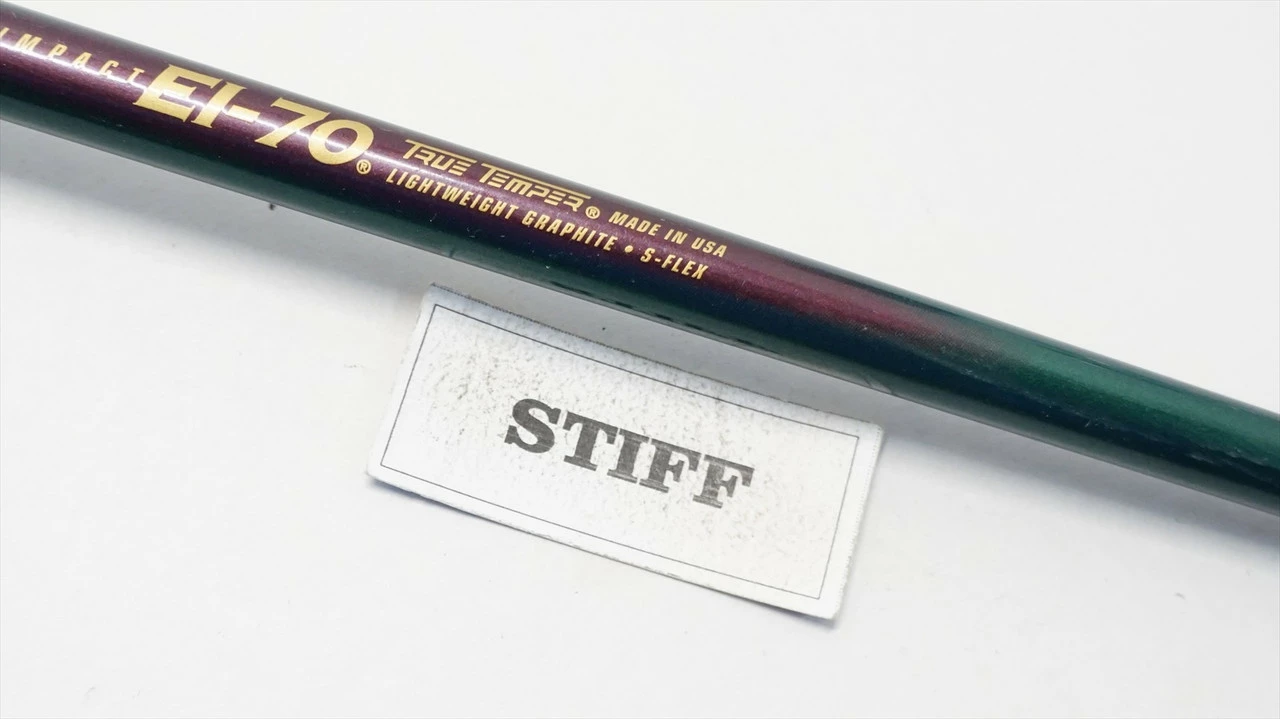 IMPACT EI-70®
TRUE TEMPER® MADE IN USA
LIGHTWEIGHT GRAPHITE • S-FLEX
STIFF